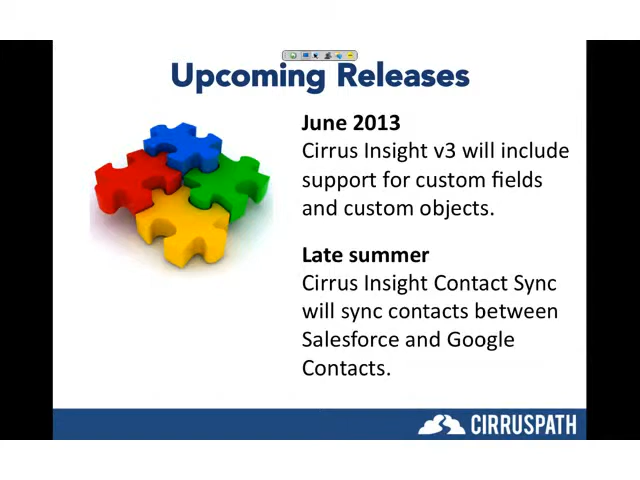 Upcoming Releases
June 2013
Cirrus Insight v3 will include
support for custom fields
and custom objects.
Late summer
Cirrus Insight Contact Sync
will sync contacts between
Salesforce and Google
Contacts.
CIRRUSPATH